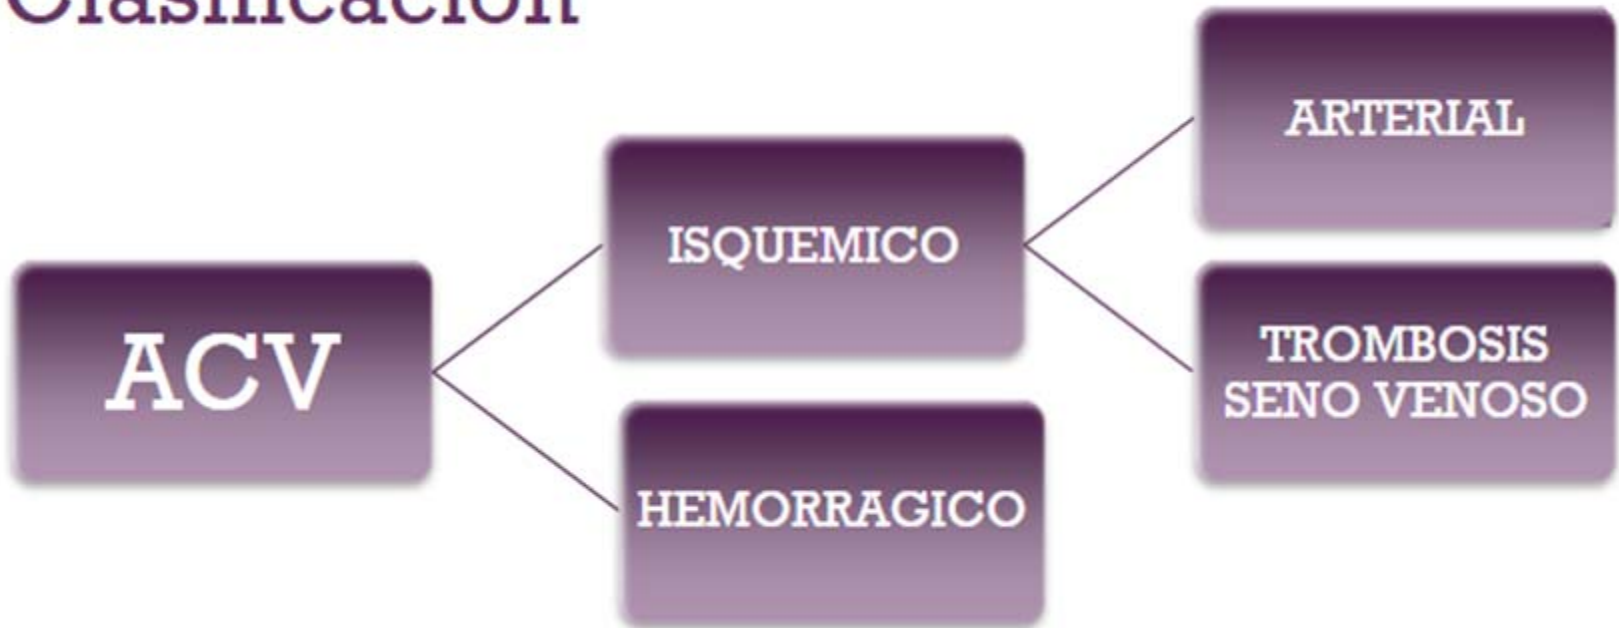 Clasificación
ACV
ISQUEMICO
HEMORRAGICO
ARTERIAL
TROMBOSIS
SENO VENOSO